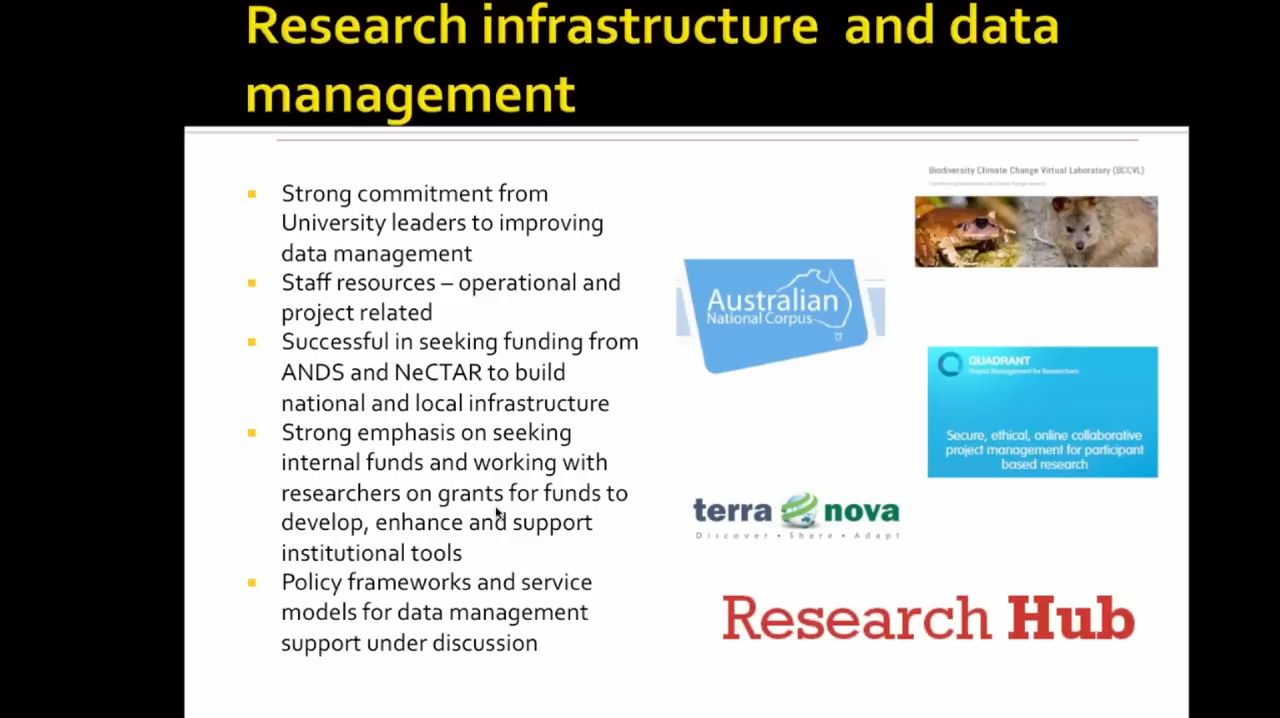 Research infrastructure and data
management
Strong commitment from
University leaders to improving
data management
Staff resources – operational and
project related
Successful in seeking funding from
ANDS and NeCTAR to build
national and local infrastructure
Strong emphasis on seeking
internal funds and working with
researchers on grants for funds to
develop, enhance and support
institutional tools
Policy frameworks and service
models for data management
support under discussion
Biodiversity Climate Change Virtual Laboratory (BCCVL)
Australian
National Corpus
QUADRANT
Project Management for Researchers
Secure, ethical, online collaborative
project management for participant
based research
terra nova
Discover • Share • Adapt
Research Hub